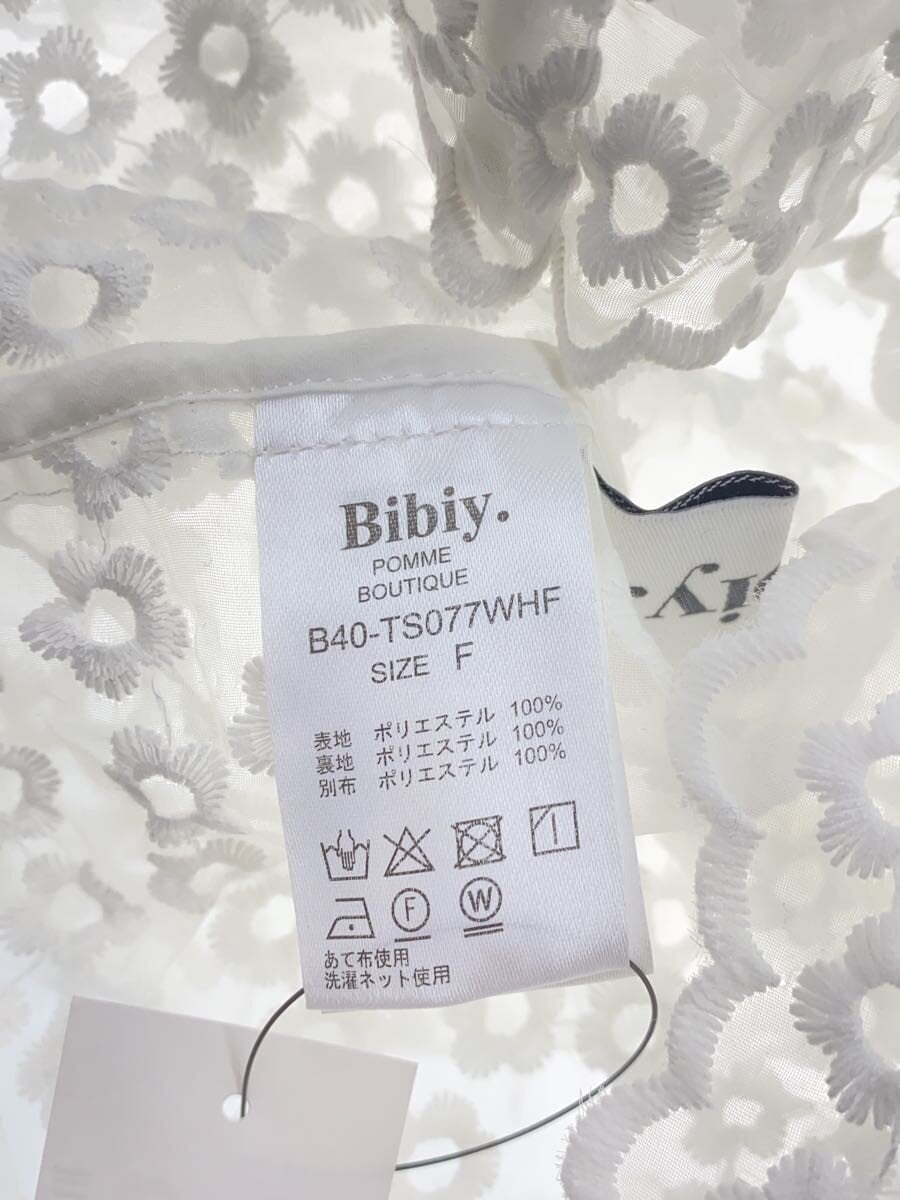 Bibiy.
POMME
BOUTIQUE
B40-TS077WHF
SIZE F
表地 ポリエステル 100%
裏地 ポリエステル 100%
別布 ポリエステル 100%
F W
あて布使用
洗濯ネット使用
iy.